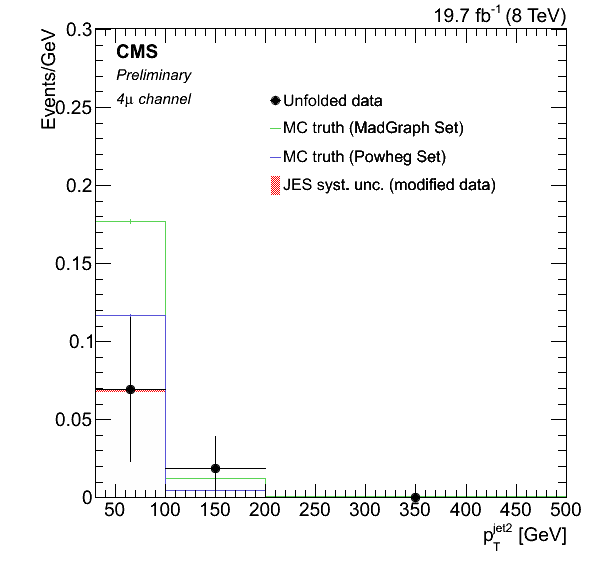 19.7 fb⁻¹ (8 TeV)
CMS
Preliminary
4μ channel
Unfolded data
MC truth (MadGraph Set)
MC truth (Powheg Set)
JES syst. unc. (modified data)
Events/GeV
0.3
0.25
0.2
0.15
0.1
0.05
0
50 100 150 200 250 300 350 400 450 500
p_T^jet2 [GeV]